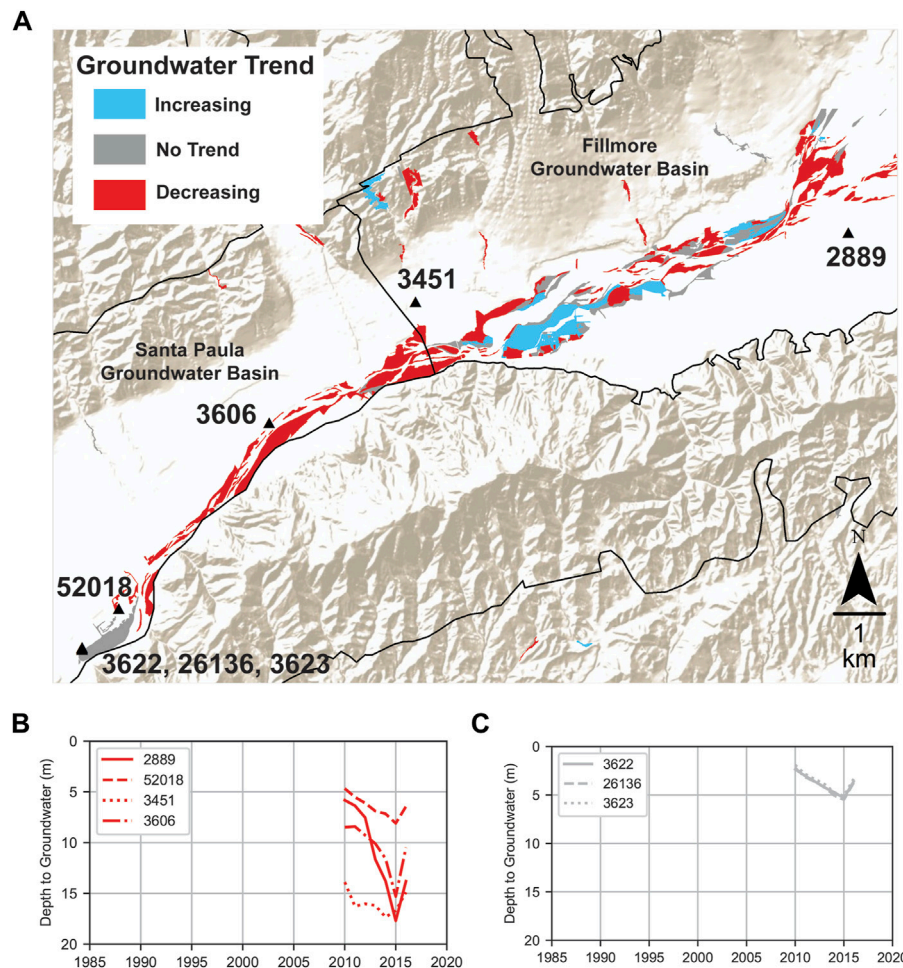 A
Groundwater Trend
Increasing
No Trend
Decreasing
Fillmore
Groundwater Basin
2889
3451
Santa Paula
Groundwater Basin
3606
52018
3622, 26136, 3623
N
1
km
B
0
5
10
15
20
Depth to Groundwater (m)
2889
52018
3451
3606
1985 1990 1995 2000 2005 2010 2015 2020
C
0
5
10
15
20
Depth to Groundwater (m)
3622
26136
3623
1985 1990 1995 2000 2005 2010 2015 2020